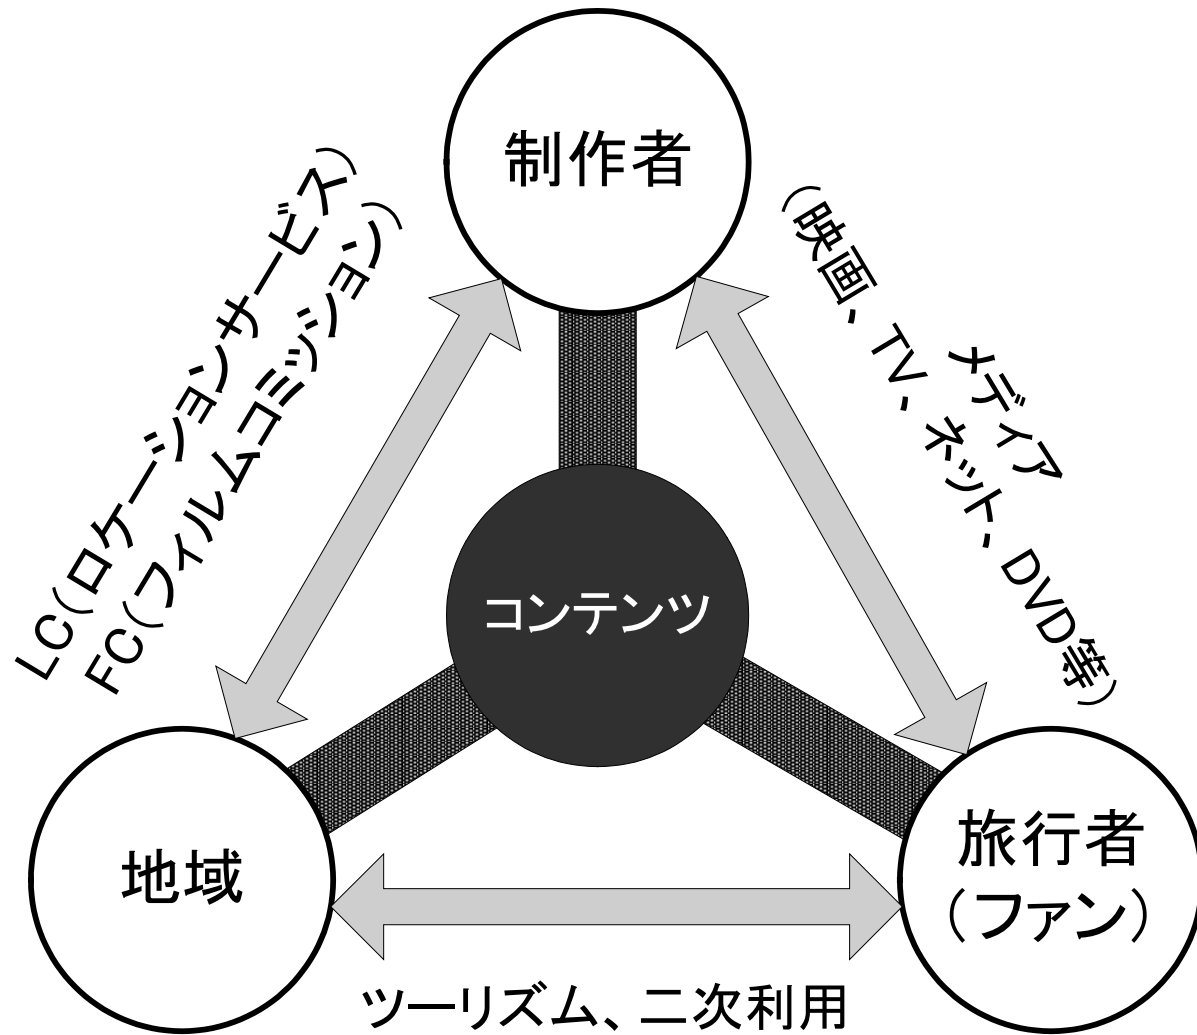 制作者
LC(ロケーションサービス)
FC(フィルムコミッション)
メディア
(映画、TV、ネット、DVD等)
コンテンツ
地域
旅行者
(ファン)
ツーリズム、二次利用